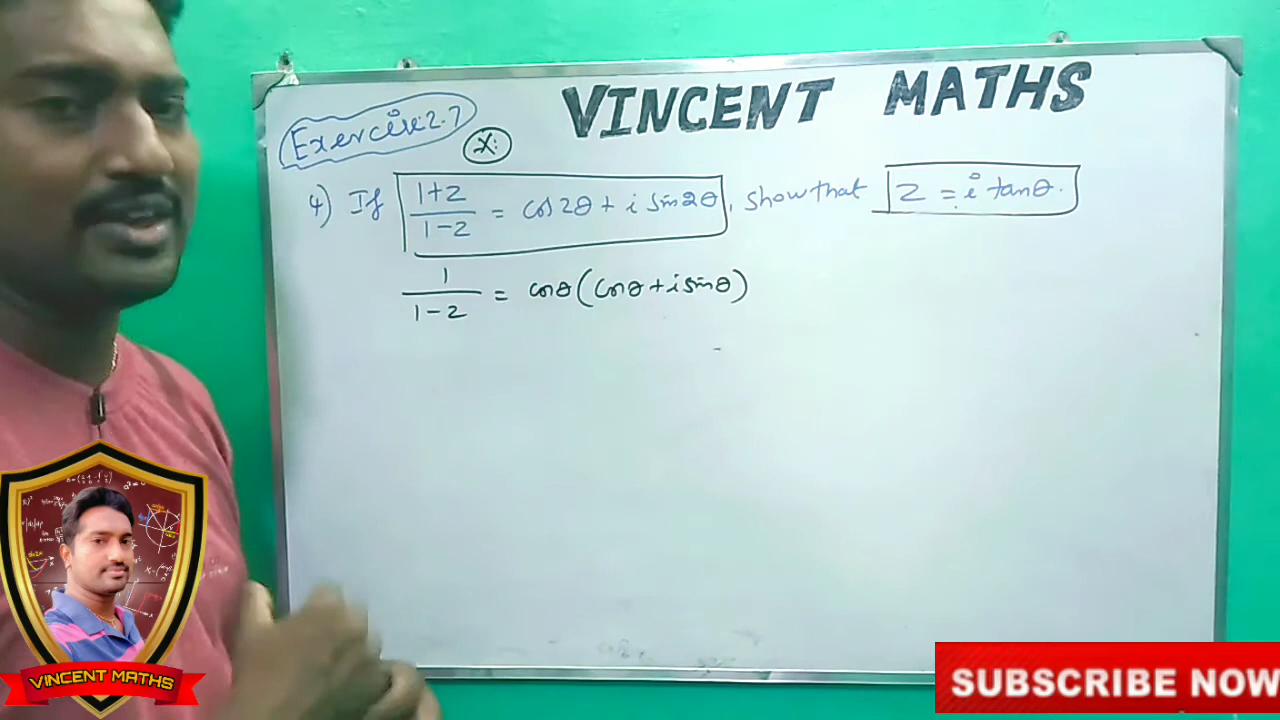 VINCENT MATHS
Exercise: 2.7
X:
4) If (1+z)/(1-z) = cos 2θ + i sin 2θ, show that z = i tan θ.
1/(1-z) = cosθ (cosθ + i sinθ)
VINCENT MATHS
SUBSCRIBE NOW